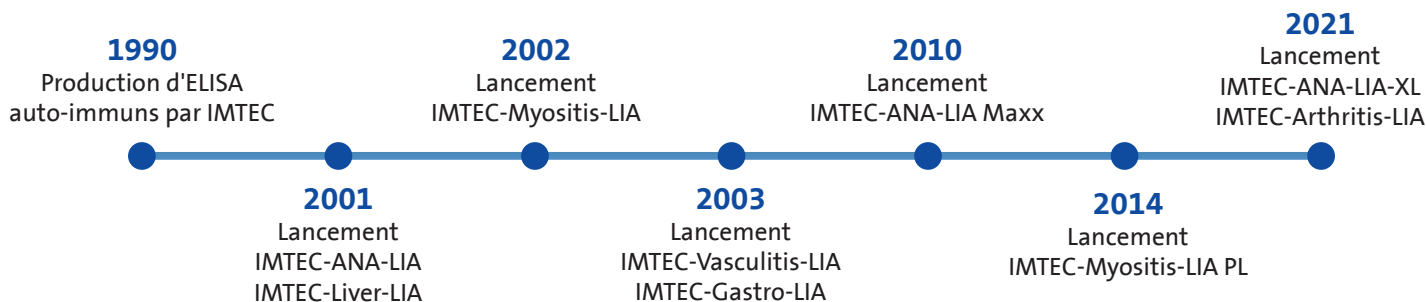 1990
Production d'ELISA
auto-immuns par IMTEC
2001
Lancement
IMTEC-ANA-LIA
IMTEC-Liver-LIA
2002
Lancement
IMTEC-Myositis-LIA
2003
Lancement
IMTEC-Vasculitis-LIA
IMTEC-Gastro-LIA
2010
Lancement
IMTEC-ANA-LIA Maxx
2014
Lancement
IMTEC-Myositis-LIA PL
2021
Lancement
IMTEC-ANA-LIA-XL
IMTEC-Arthritis-LIA